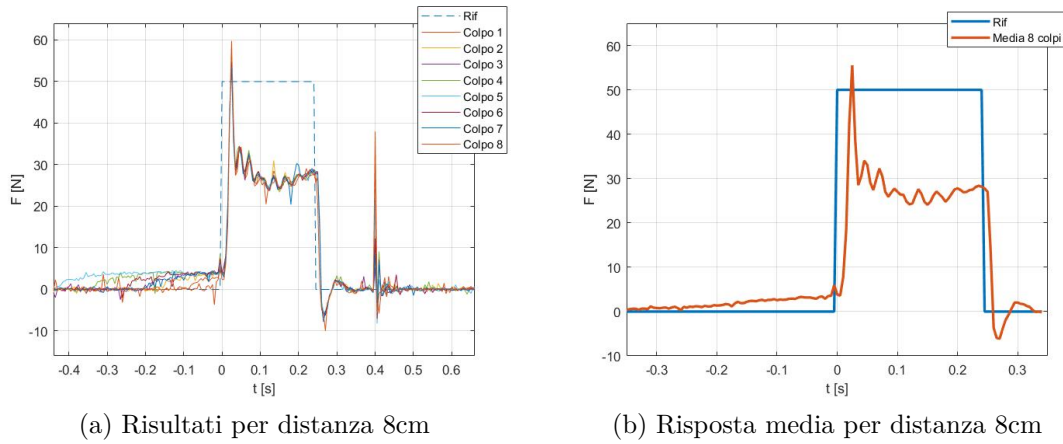 Rif
Colpo 1
Colpo 2
Colpo 3
Colpo 4
Colpo 5
Colpo 6
Colpo 7
Colpo 8
60
50
40
30
20
10
0
-10
F [N]
-0.4 -0.3 -0.2 -0.1 0 0.1 0.2 0.3 0.4 0.5 0.6
t [s]
(a) Risultati per distanza 8cm
Rif
Media 8 colpi
60
50
40
30
20
10
0
-10
F [N]
-0.3 -0.2 -0.1 0 0.1 0.2 0.3
t [s]
(b) Risposta media per distanza 8cm